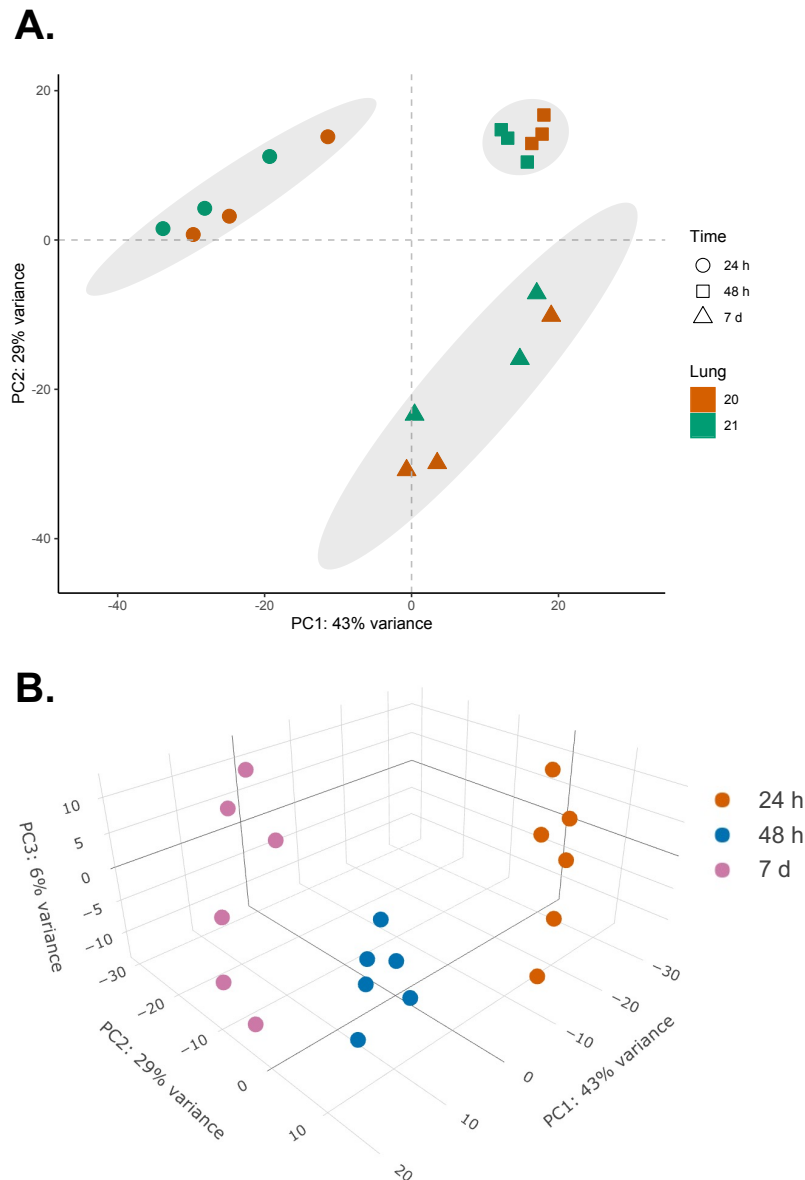 A.
20
0
-20
-40
PC2: 29% variance
-40
-20
0
20
PC1: 43% variance
Time
24 h
48 h
7 d
Lung
20
21
B.
10
5
0
−5
−10
PC3: 6% variance
−30
−20
−10
0
10
20
PC2: 29% variance
−30
−20
−10
0
10
PC1: 43% variance
24 h
48 h
7 d